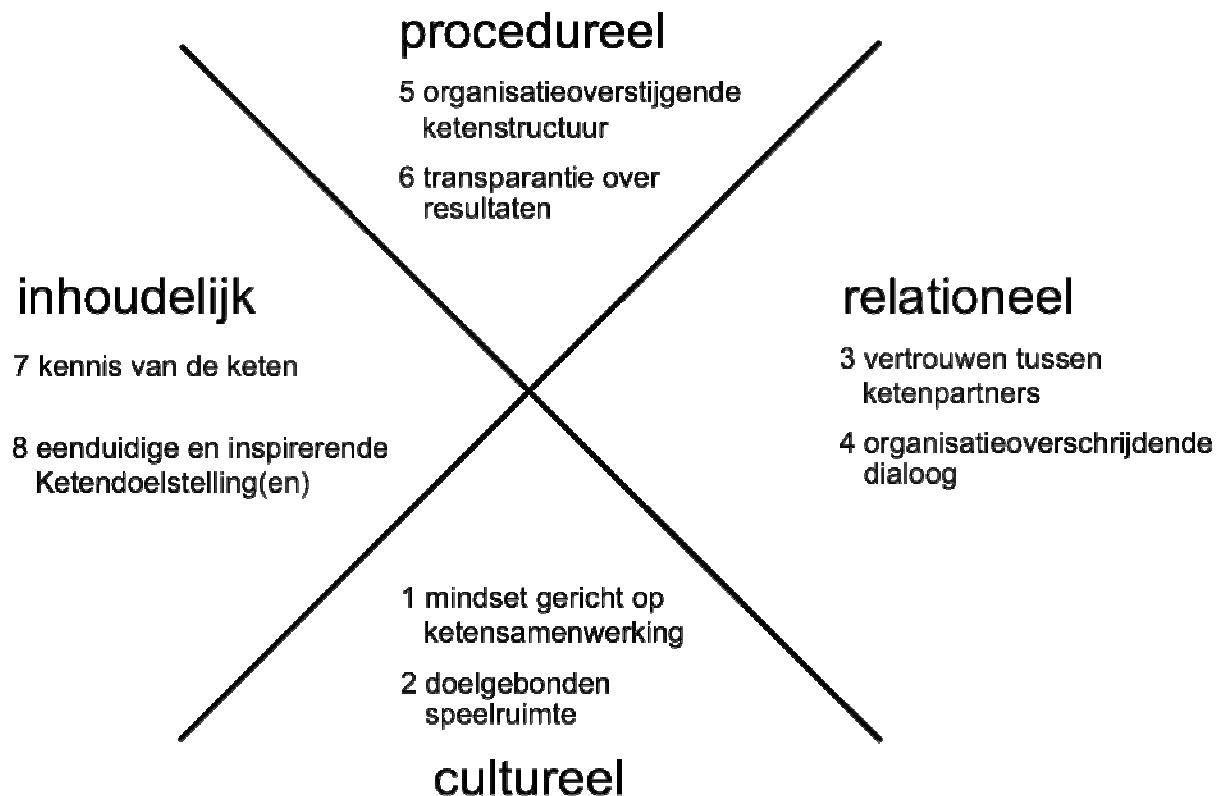 procedureel
5 organisatieoverstijgende
ketenstructuur
6 transparantie over
resultaten
inhoudelijk
7 kennis van de keten
8 eenduidige en inspirerende
Ketendoelstelling(en)
relationeel
3 vertrouwen tussen
ketenpartners
4 organisatieoverschrijdende
dialoog
1 mindset gericht op
ketensamenwerking
2 doelgebonden
speelruimte
cultureel